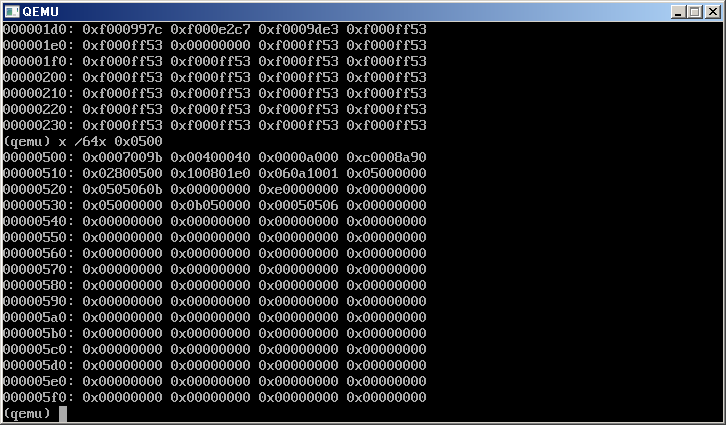 QEMU
000001d0: 0xf000997c 0xf000e2c7 0xf0009de3 0xf000ff53
000001e0: 0xf000ff53 0x00000000 0xf000ff53 0xf000ff53
000001f0: 0xf000ff53 0xf000ff53 0xf000ff53 0xf000ff53
00000200: 0xf000ff53 0xf000ff53 0xf000ff53 0xf000ff53
00000210: 0xf000ff53 0xf000ff53 0xf000ff53 0xf000ff53
00000220: 0xf000ff53 0xf000ff53 0xf000ff53 0xf000ff53
00000230: 0xf000ff53 0xf000ff53 0xf000ff53 0xf000ff53
(qemu) x /64x 0x0500
00000500: 0x0007009b 0x00400040 0x0000a000 0xc0008a90
00000510: 0x02800500 0x100801e0 0x060a1001 0x05000000
00000520: 0x0505060b 0x00000000 0xe0000000 0x00000000
00000530: 0x05000000 0x0b050000 0x00050506 0x00000000
00000540: 0x00000000 0x00000000 0x00000000 0x00000000
00000550: 0x00000000 0x00000000 0x00000000 0x00000000
00000560: 0x00000000 0x00000000 0x00000000 0x00000000
00000570: 0x00000000 0x00000000 0x00000000 0x00000000
00000580: 0x00000000 0x00000000 0x00000000 0x00000000
00000590: 0x00000000 0x00000000 0x00000000 0x00000000
000005a0: 0x00000000 0x00000000 0x00000000 0x00000000
000005b0: 0x00000000 0x00000000 0x00000000 0x00000000
000005c0: 0x00000000 0x00000000 0x00000000 0x00000000
000005d0: 0x00000000 0x00000000 0x00000000 0x00000000
000005e0: 0x00000000 0x00000000 0x00000000 0x00000000
000005f0: 0x00000000 0x00000000 0x00000000 0x00000000
(qemu)